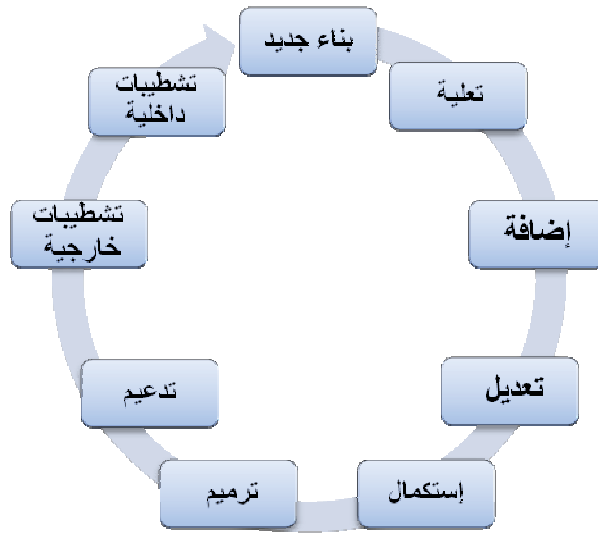 بناء جديد
تعلية
إضافة
تعديل
إستكمال
ترميم
تدعيم
تشطيبات
خارجية
تشطيبات
داخلية